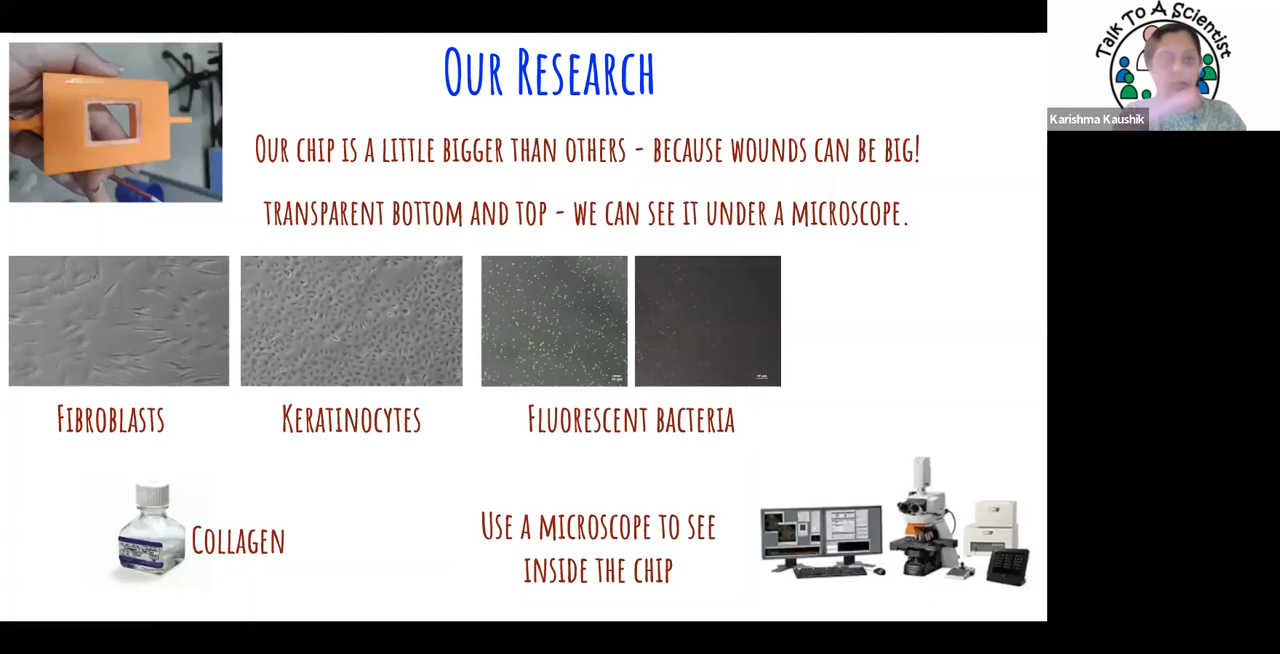 Our Research
Our chip is a little bigger than others - because wounds can be big!
Transparent bottom and top - we can see it under a microscope.
Fibroblasts
Keratinocytes
Fluorescent bacteria
Collagen
Use a microscope to see
inside the chip
Talk To A Scientist
Karishma Kaushik